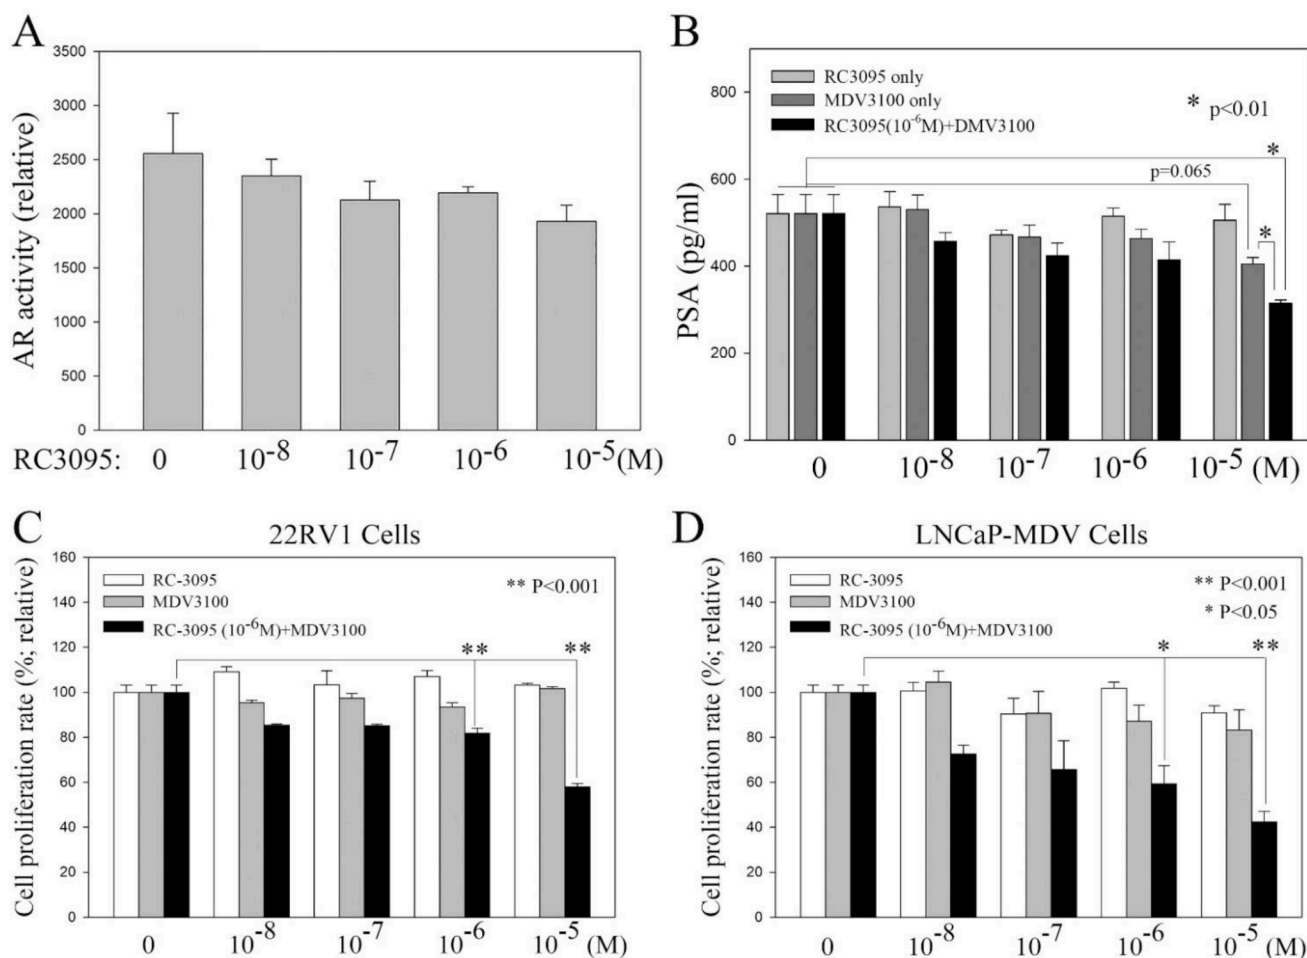 A
3500
3000
2500
2000
1500
1000
500
0
AR activity (relative)
RC3095: 0 10-8 10-7 10-6 10-5(M)
B
800
600
400
200
0
PSA (pg/ml)
RC3095 only
MDV3100 only
RC3095(10-6M)+DMV3100
* p<0.01
*
p=0.065
*
0 10-8 10-7 10-6 10-5 (M)
C
22RV1 Cells
160
140
120
100
80
60
40
20
0
Cell proliferation rate (%; relative)
RC-3095
MDV3100
RC-3095 (10-6M)+MDV3100
** P<0.001
** **
0 10-8 10-7 10-6 10-5 (M)
D
LNCaP-MDV Cells
160
140
120
100
80
60
40
20
0
Cell proliferation rate (%; relative)
RC-3095
MDV3100
RC-3095 (10-6M)+MDV3100
** P<0.001
* P<0.05
* **
0 10-8 10-7 10-6 10-5 (M)